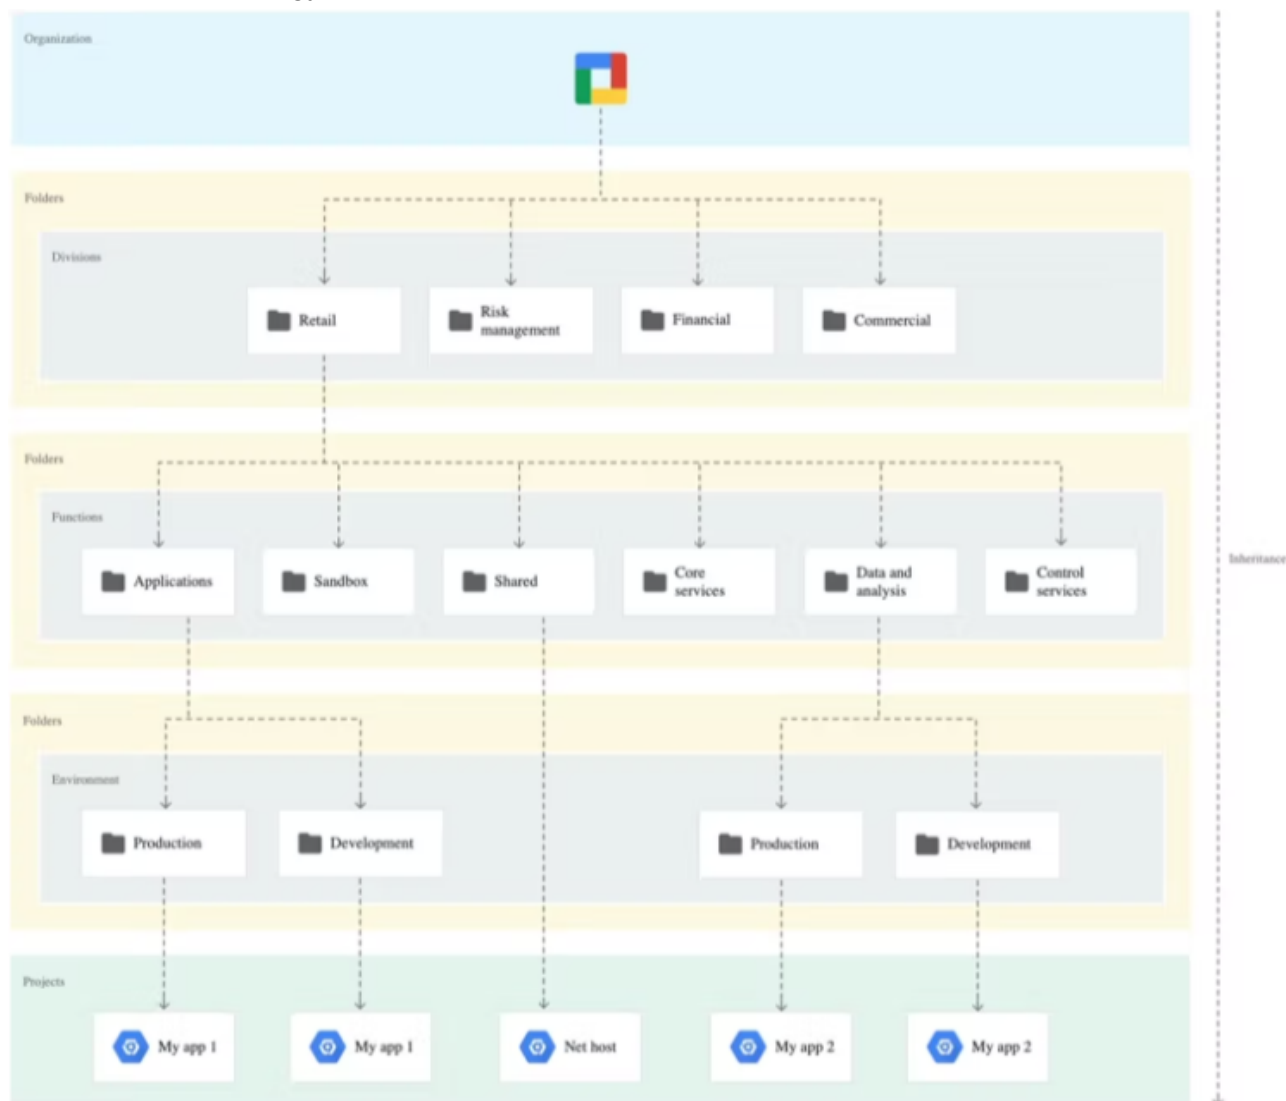 Organization
Folders
Divisions
Retail
Risk
management
Financial
Commercial
Folders
Functions
Applications
Sandbox
Shared
Core
services
Data and
analysis
Control
services
Inheritance
Folders
Environment
Production
Development
Production
Development
Projects
My app 1
My app 1
Net host
My app 2
My app 2